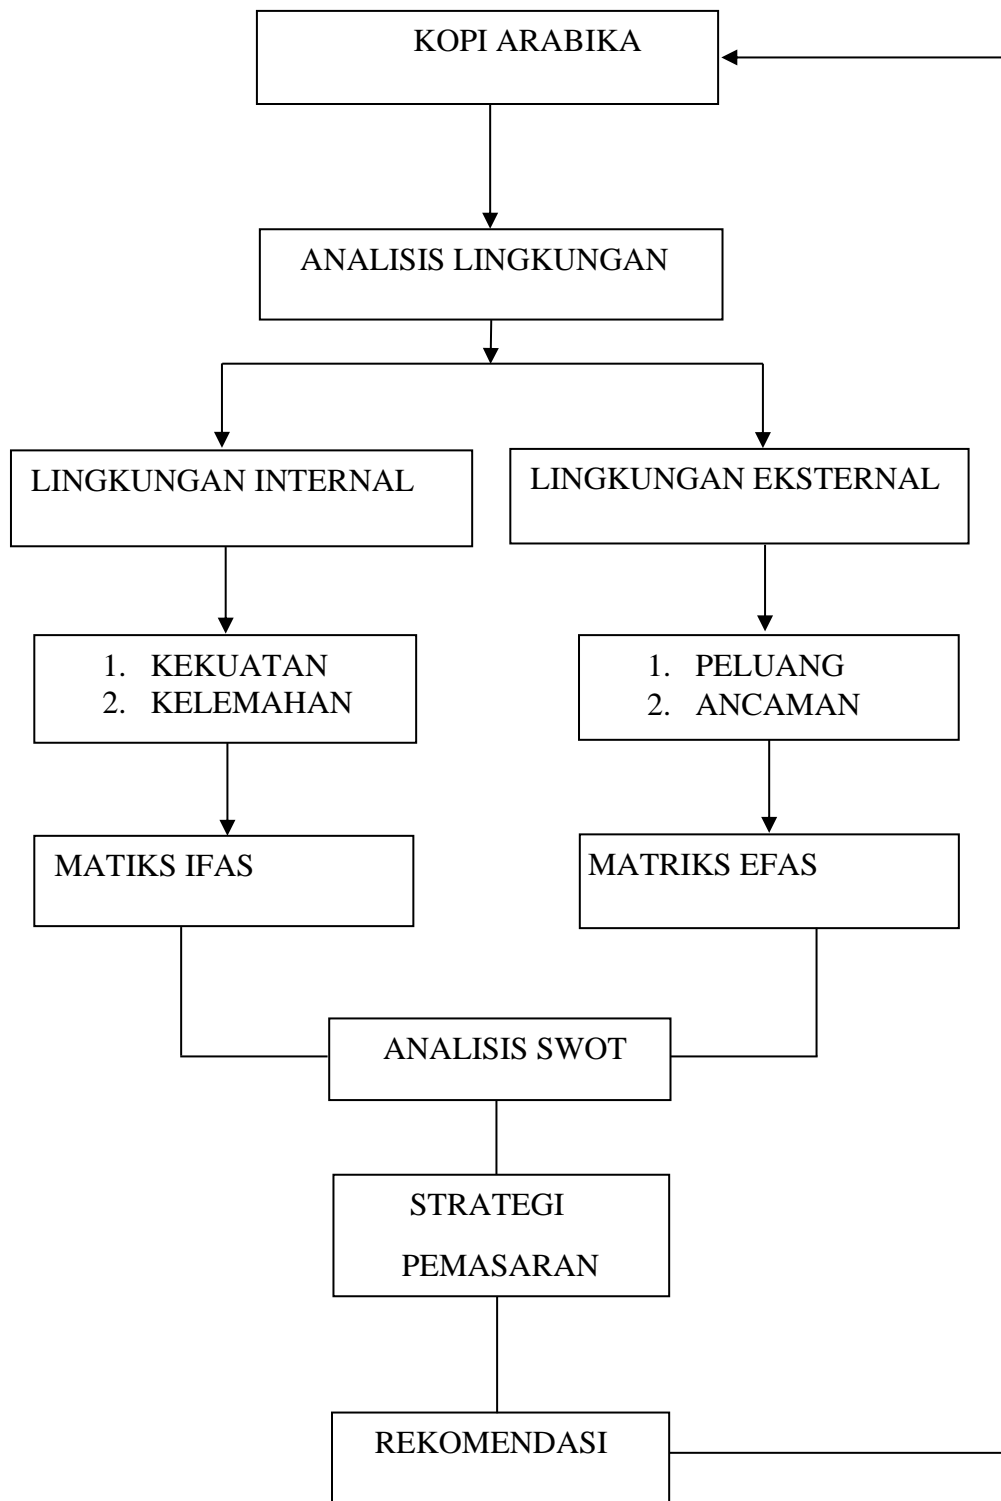 KOPI ARABIKA
ANALISIS LINGKUNGAN
LINGKUNGAN INTERNAL
LINGKUNGAN EKSTERNAL
1. KEKUATAN
2. KELEMAHAN
1. PELUANG
2. ANCAMAN
MATIKS IFAS
MATRIKS EFAS
ANALISIS SWOT
STRATEGI
PEMASARAN
REKOMENDASI